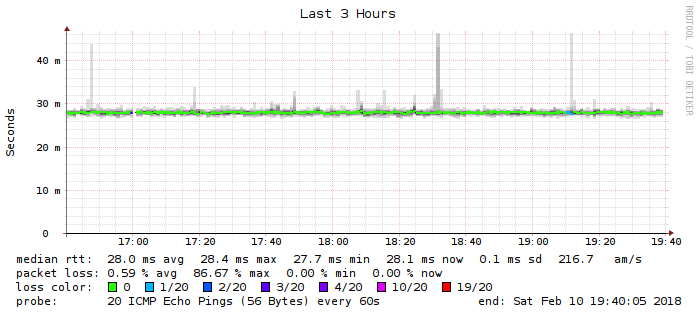 Last 3 Hours
RRDTOOL / TOBI OETIKER
Seconds
40 m
30 m
20 m
10 m
0
17:00 17:20 17:40 18:00 18:20 18:40 19:00 19:20 19:40
median rtt: 28.0 ms avg 28.4 ms max 27.7 ms min 28.1 ms now 0.1 ms sd 216.7 am/s
packet loss: 0.59 % avg 86.67 % max 0.00 % min 0.00 % now
loss color: 0 1/20 2/20 3/20 4/20 10/20 19/20
probe: 20 ICMP Echo Pings (56 Bytes) every 60s end: Sat Feb 10 19:40:05 2018